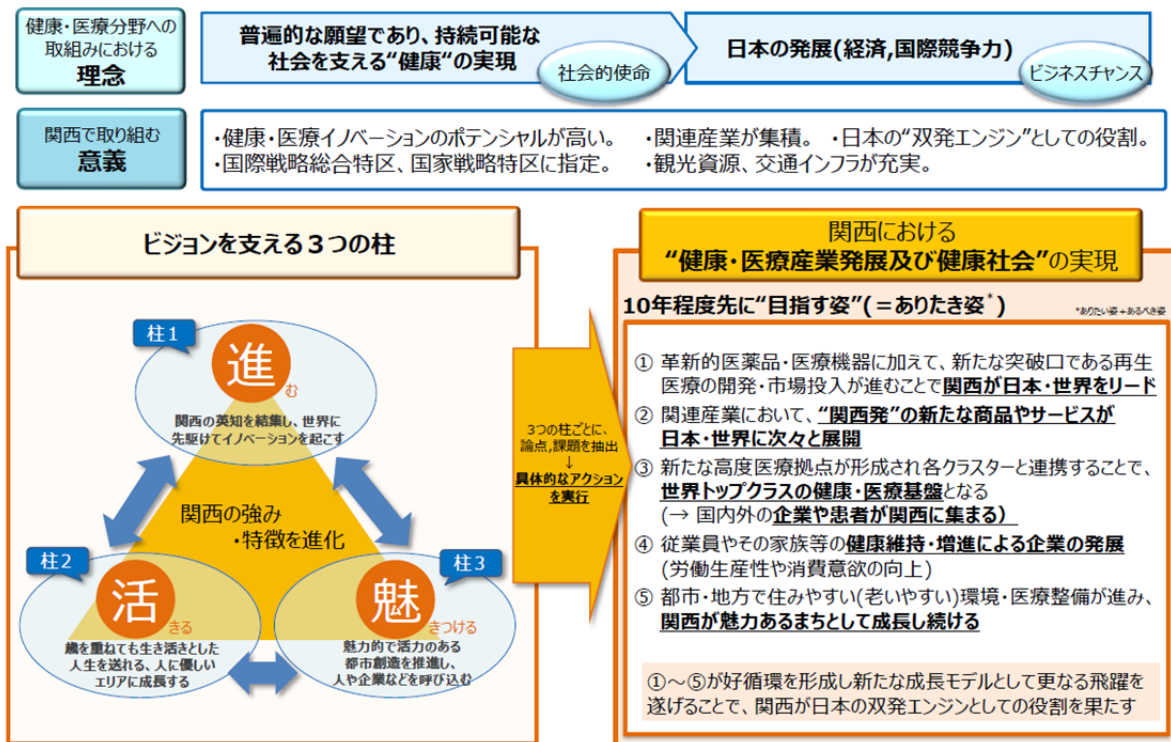 健康・医療分野への
取組みにおける
理念
普遍的な願望であり、持続可能な
社会を支える“健康“の実現
社会的使命
日本の発展(経済,国際競争力)
ビジネスチャンス
関西で取り組む
意義
・健康・医療イノベーションのポテンシャルが高い。 ・関連産業が集積。 ・日本の“双発エンジン”としての役割。
・国際戦略総合特区、国家戦略特区に指定。 ・観光資源、交通インフラが充実。
ビジョンを支える３つの柱
柱1
進
む
関西の英知を結集し、世界に
先駆けてイノベーションを起こす
関西の強み
・特徴を進化
柱2
活
きる
歳を重ねても生き活きとした
人生を送れる、人に優しい
エリアに成長する
柱3
魅
きつける
魅力的で活力のある
都市創造を推進し、
人や企業などを呼び込む
3つの柱ごとに、
論点,課題を抽出
↓
具体的なアクション
を実行
関西における
“健康・医療産業発展及び健康社会”の実現
10年程度先に“目指す姿”(＝ありたき姿*)
*ありたい姿+あるべき姿
① 革新的医薬品・医療機器に加えて、新たな突破口である再生
医療の開発・市場投入が進むことで関西が日本・世界をリード
② 関連産業において、“関西発”の新たな商品やサービスが
日本・世界に次々と展開
③ 新たな高度医療拠点が形成され各クラスターと連携することで、
世界トップクラスの健康・医療基盤となる
(→ 国内外の企業や患者が関西に集まる）
④ 従業員やその家族等の健康維持・増進による企業の発展
(労働生産性や消費意欲の向上)
⑤ 都市・地方で住みやすい(老いやすい)環境・医療整備が進み、
関西が魅力あるまちとして成長し続ける
①～⑤が好循環を形成し新たな成長モデルとして更なる飛躍を
遂げることで、関西が日本の双発エンジンとしての役割を果たす